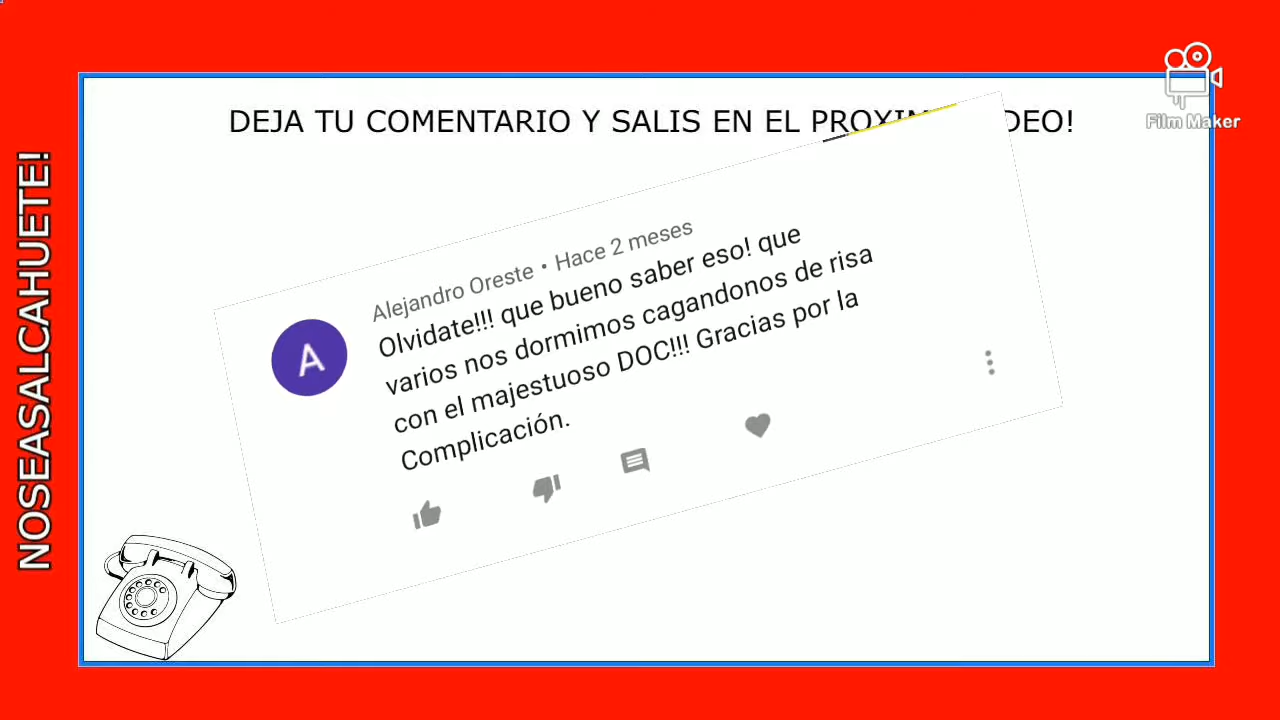 DEJA TU COMENTARIO Y SALIS EN EL PROXIM DEO!
Film Maker
NOSEASALCAHUETE!
Alejandro Oreste • Hace 2 meses
Olvidate!!! que bueno saber eso! que
varios nos dormimos cagandonos de risa
con el majestuoso DOC!!! Gracias por la
Complicación.
A